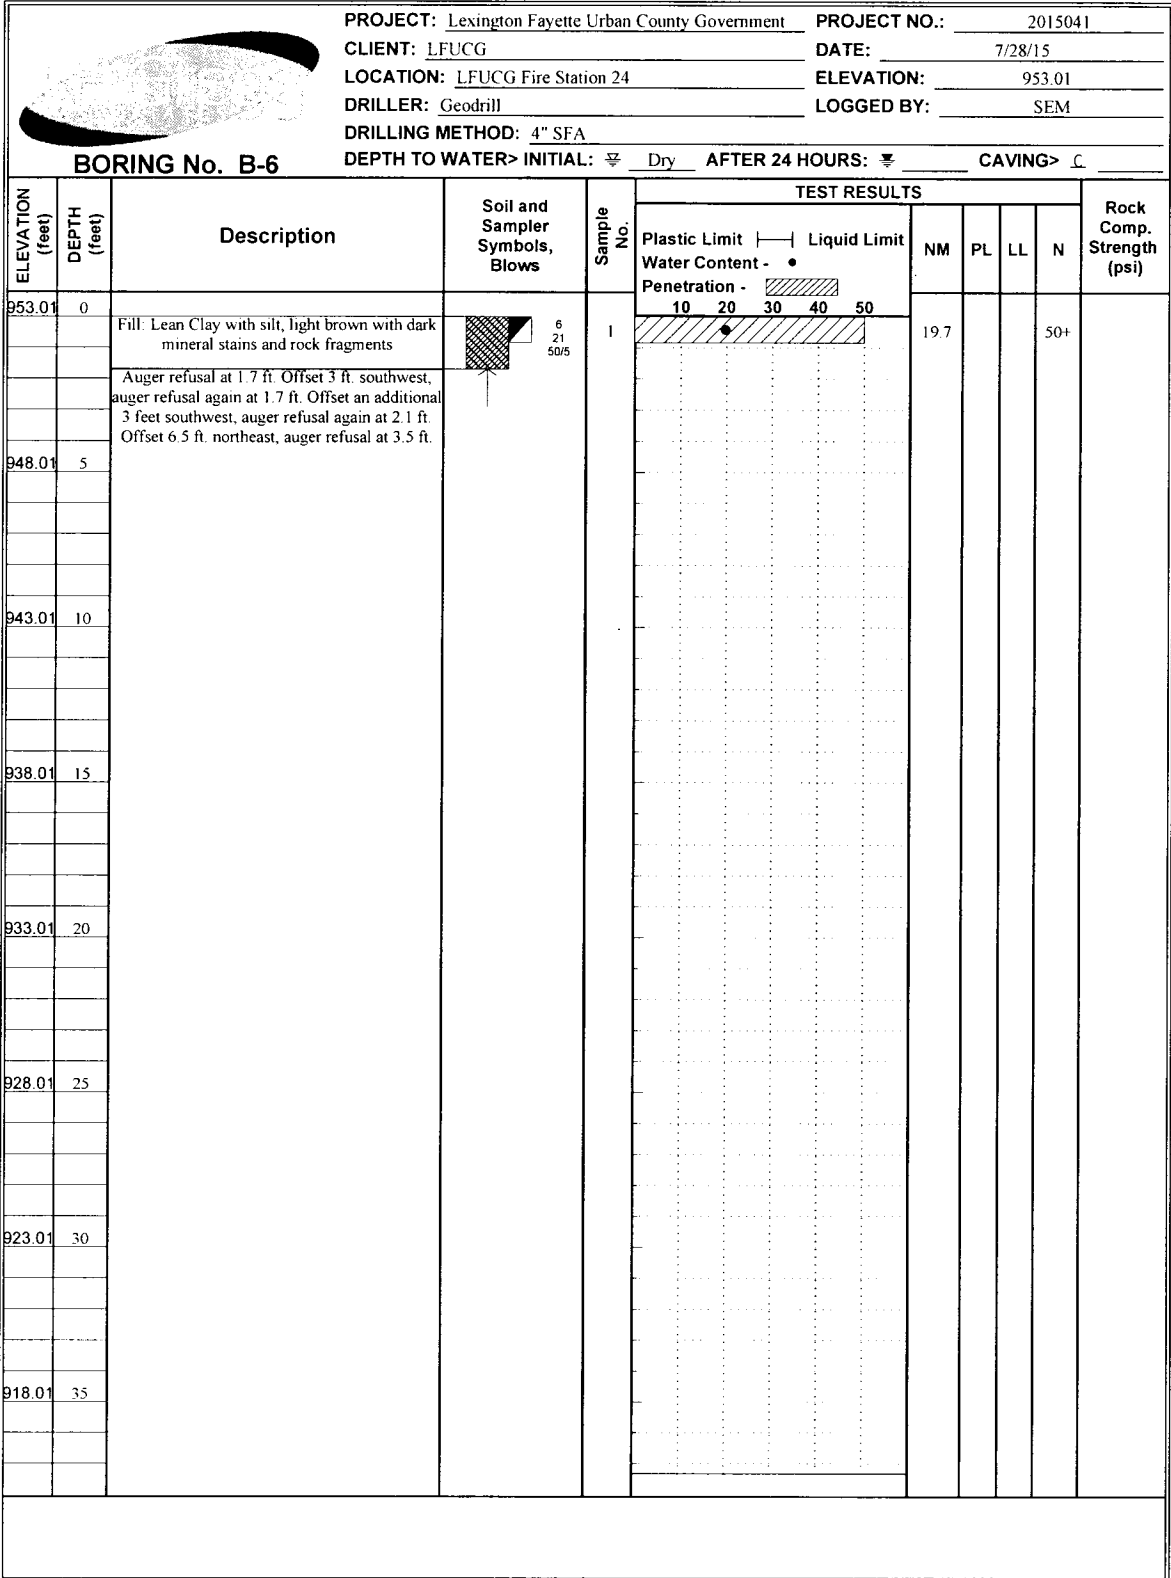 PROJECT: Lexington Fayette Urban County Government PROJECT NO.: 2015041
CLIENT: LFUCG DATE: 7/28/15
LOCATION: LFUCG Fire Station 24 ELEVATION: 953.01
DRILLER: Geodrill LOGGED BY: SEM
DRILLING METHOD: 4" SFA
BORING No. B-6 DEPTH TO WATER> INITIAL: Dry AFTER 24 HOURS: CAVING> C
ELEVATION (feet)
DEPTH (feet)
Description
Soil and
Sampler
Symbols,
Blows
Sample No.
TEST RESULTS
Plastic Limit Liquid Limit
Water Content - •
Penetration -
10 20 30 40 50
NM PL LL N
Rock
Comp.
Strength
(psi)
953.01 0
Fill: Lean Clay with silt, light brown with dark
mineral stains and rock fragments
6
21
50/5
1 19.7 50+
Auger refusal at 1.7 ft. Offset 3 ft. southwest,
auger refusal again at 1.7 ft. Offset an additional
3 feet southwest, auger refusal again at 2.1 ft.
Offset 6.5 ft. northeast, auger refusal at 3.5 ft.
948.01 5
943.01 10
938.01 15
933.01 20
928.01 25
923.01 30
918.01 35